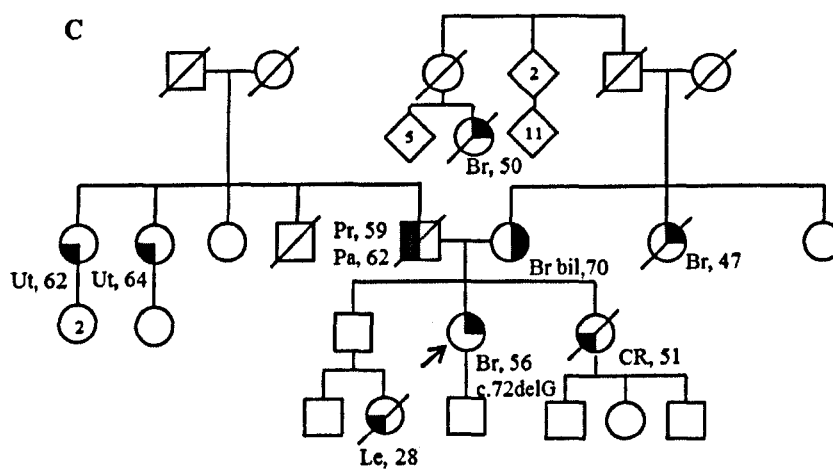 C
2
5
11
Br, 50
Pr, 59
Pa, 62
Ut, 62
Ut, 64
Br bil,70
Br, 47
2
Br, 56
c.72delG
CR, 51
Le, 28